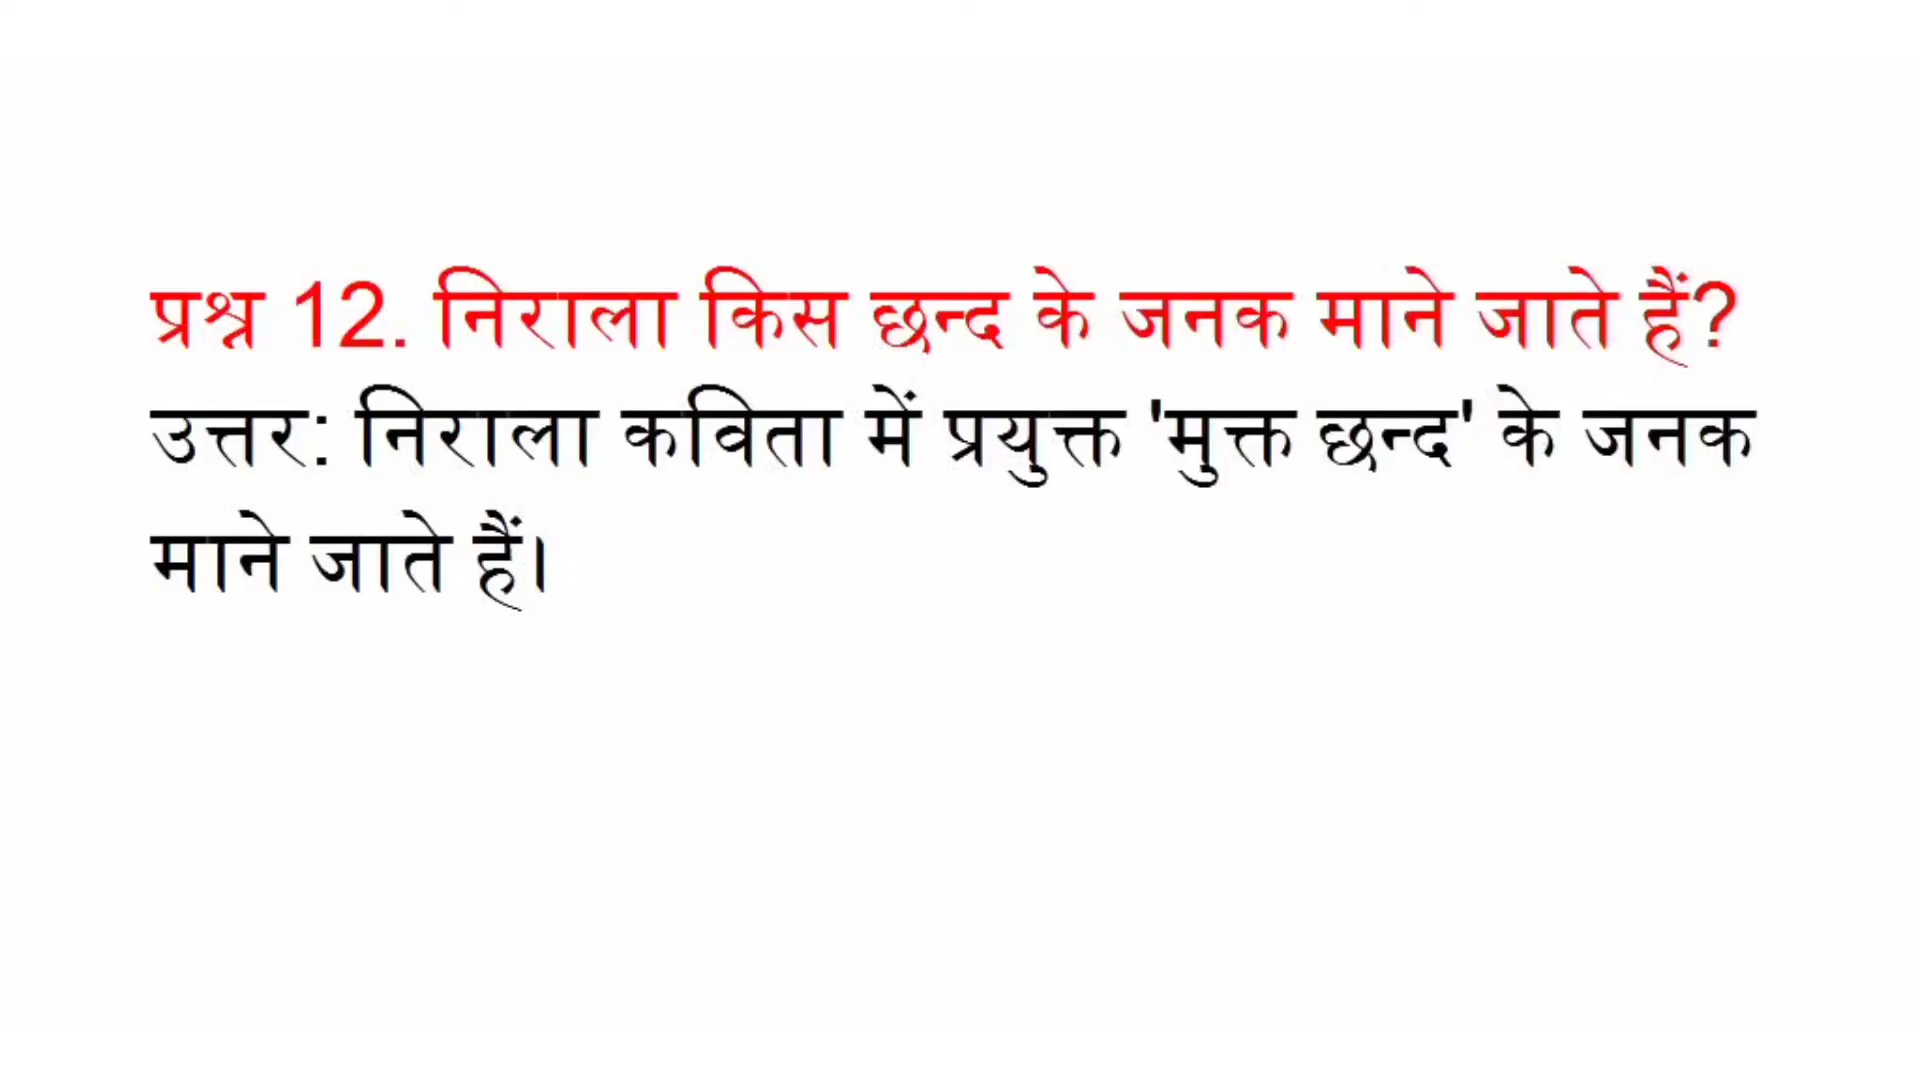 प्रश्न 12. निराला किस छन्द के जनक माने जाते हैं?
उत्तर: निराला कविता में प्रयुक्त 'मुक्त छन्द' के जनक
माने जाते हैं।